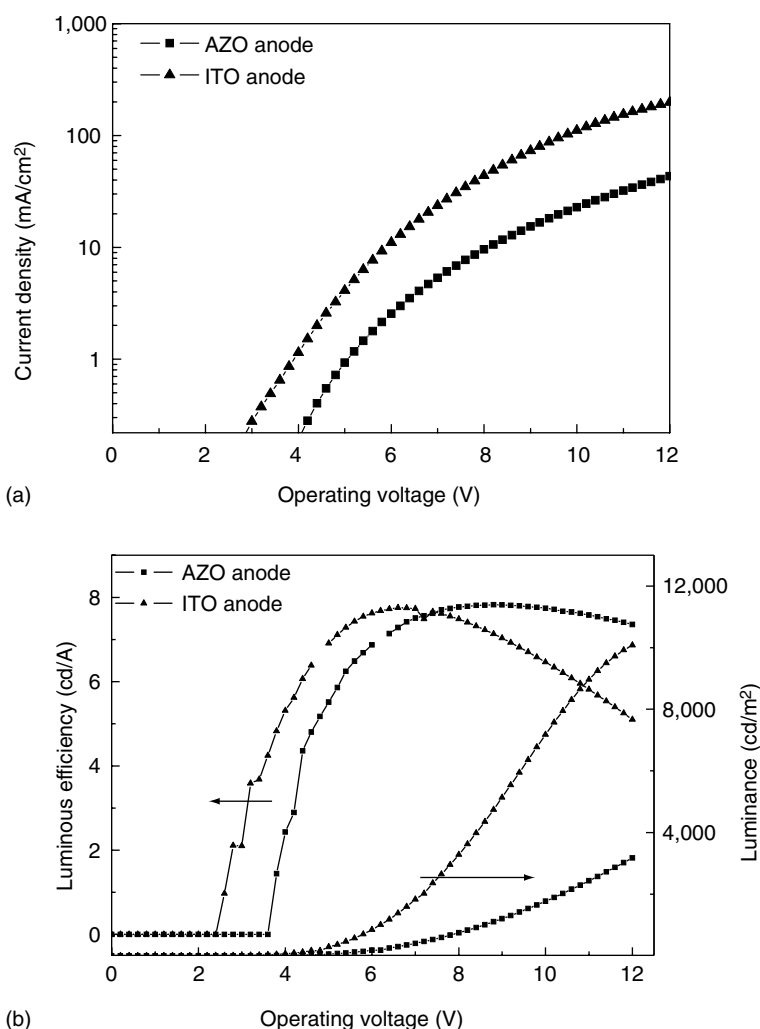 1,000
AZO anode
ITO anode
100
10
1
Current density (mA/cm²)
0 2 4 6 8 10 12
(a)
Operating voltage (V)
AZO anode
ITO anode
8
6
4
2
0
Luminous efficiency (cd/A)
11,200
8,000
4,000
Luminance (cd/m²)
0 2 4 6 8 10 12
(b)
Operating voltage (V)